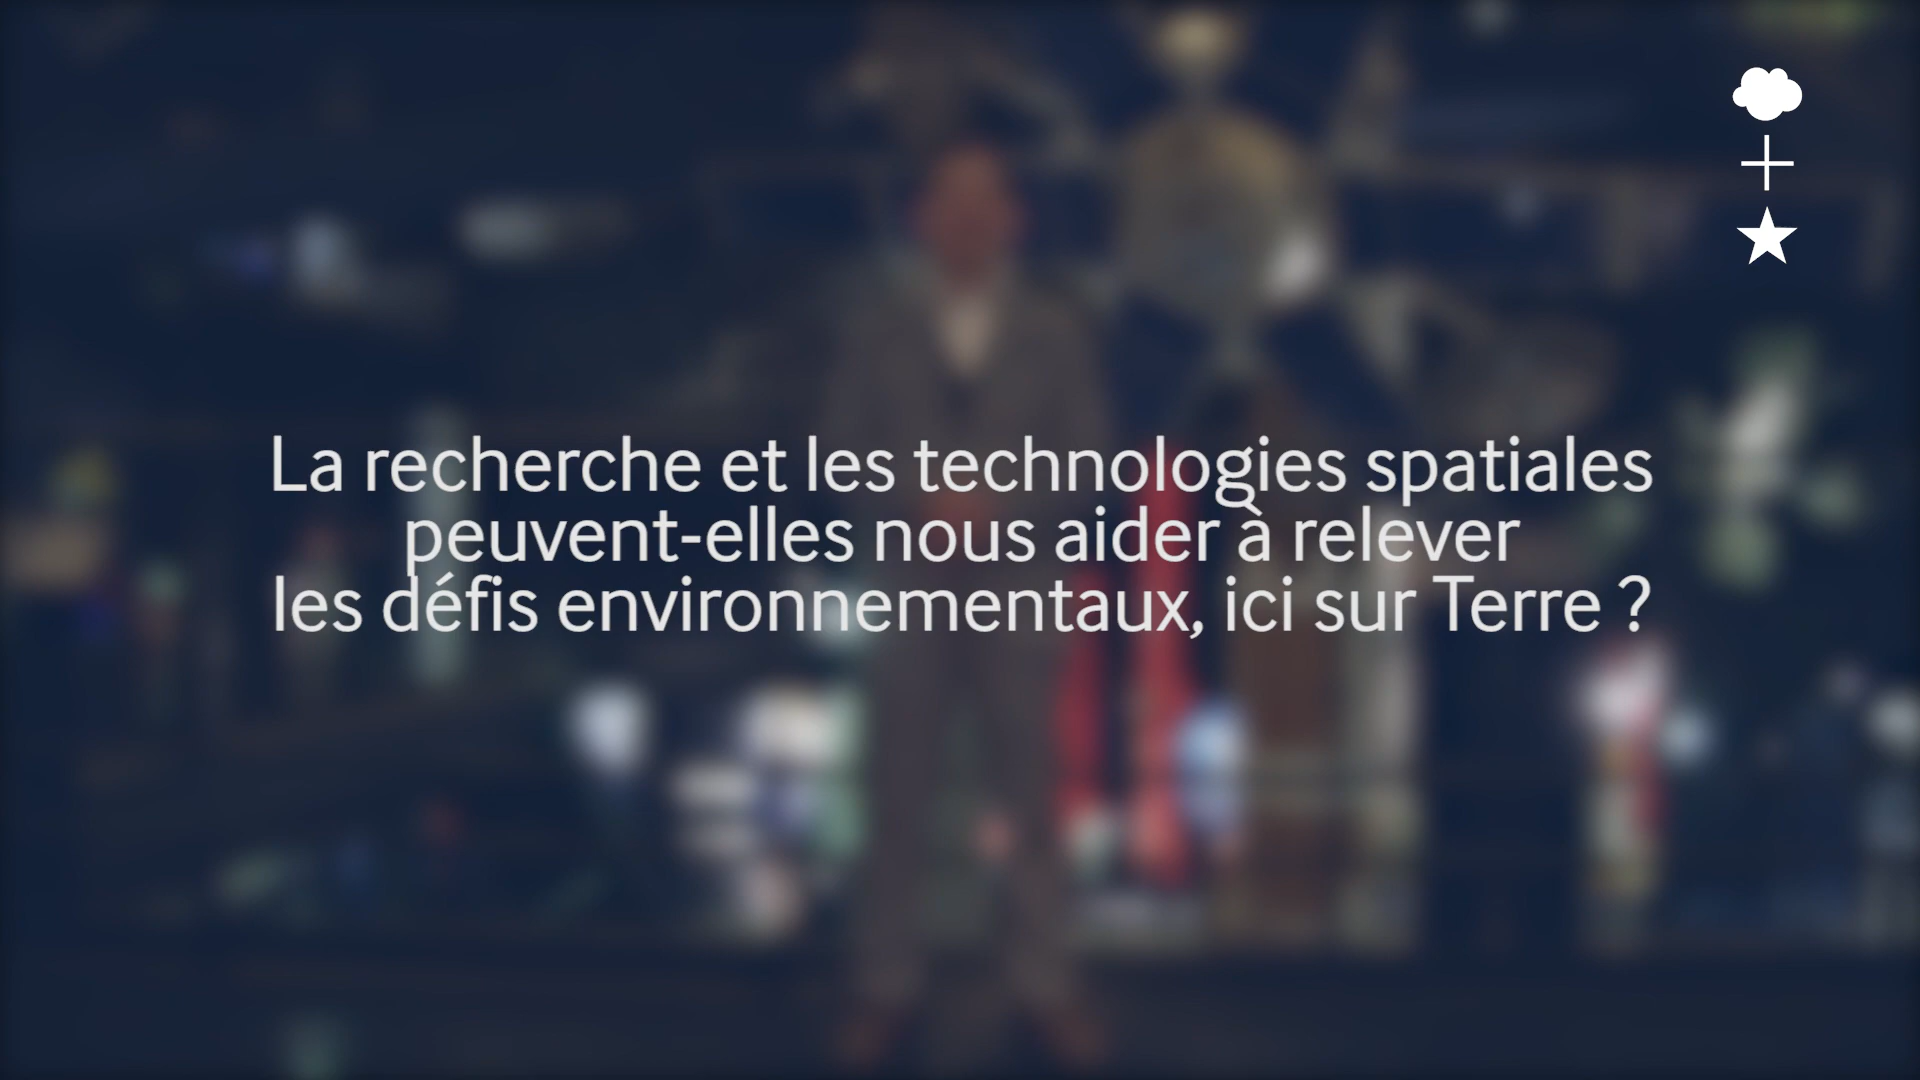 La recherche et les technologies spatiales
peuvent-elles nous aider à relever
les défis environnementaux, ici sur Terre ?